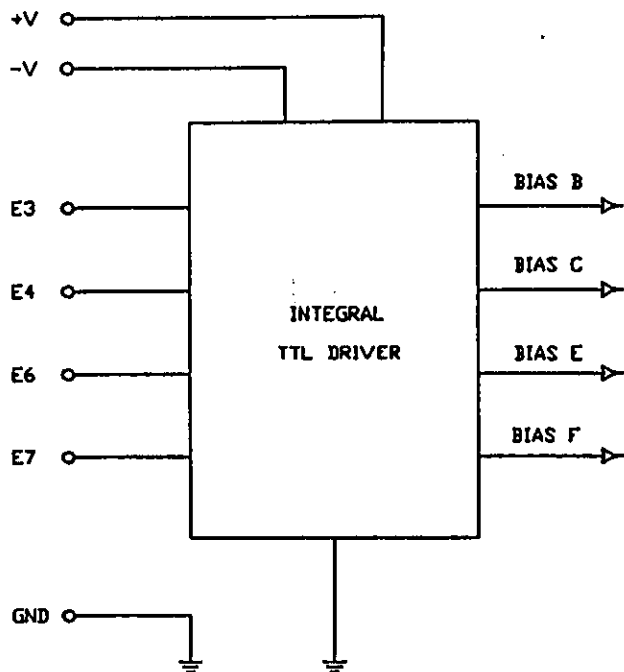 +V
-V
E3
E4
E6
E7
GND
INTEGRAL
TTL DRIVER
BIAS B
BIAS C
BIAS E
BIAS F